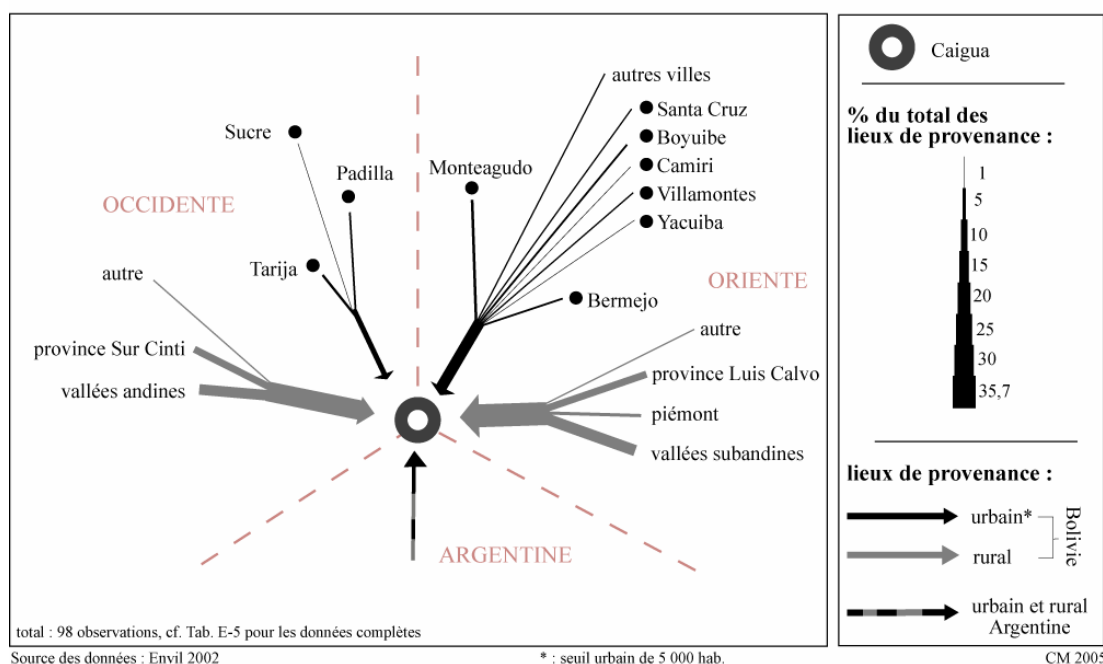 autres villes
Santa Cruz
Sucre
Boyuibe
Padilla
Monteagudo
Camiri
OCCIDENTE
Villamontes
Yacuiba
Tarija
autre
ORIENTE
Bermejo
autre
province Sur Cinti
province Luis Calvo
vallées andines
piémont
vallées subandines
ARGENTINE
total : 98 observations, cf. Tab. E-5 pour les données complètes
Source des données : Envil 2002
* : seuil urbain de 5 000 hab.
Caigua
% du total des
lieux de provenance :
1
5
10
15
20
25
30
35,7
lieux de provenance :
urbain*
rural
Bolivie
urbain et rural
Argentine
CM 2005